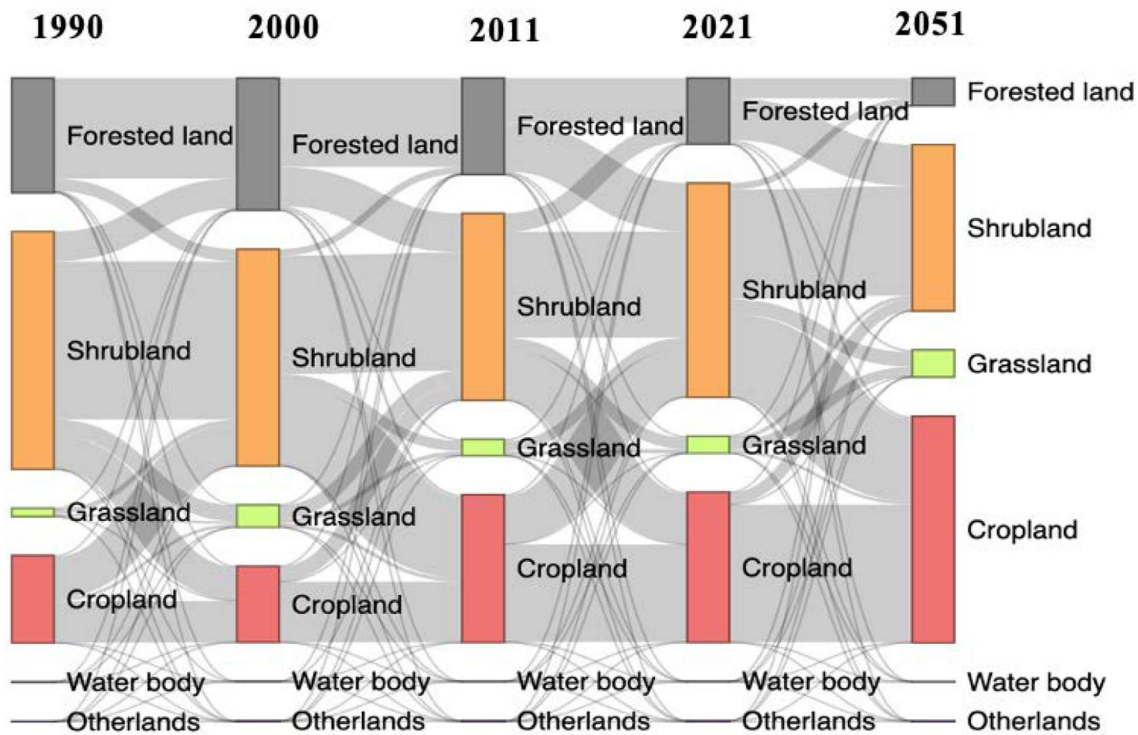 1990 2000 2011 2021 2051
Forested land Forested land Forested land Forested land Forested land
Shrubland Shrubland Shrubland Shrubland Shrubland
Grassland Grassland Grassland Grassland Grassland
Cropland Cropland Cropland Cropland Cropland
Water body Water body Water body Water body Water body
Otherlands Otherlands Otherlands Otherlands Otherlands